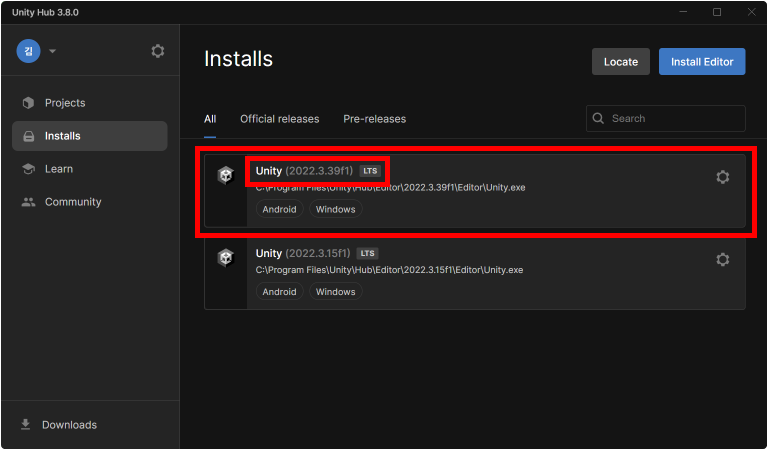 Unity Hub 3.8.0
김
Projects
Installs
Learn
Community
Downloads
Installs
Locate
Install Editor
All
Official releases
Pre-releases
Search
Unity (2022.3.39f1) LTS
C:\Program Files\Unity\Hub\Editor\2022.3.39f1\Editor\Unity.exe
Android
Windows
Unity (2022.3.15f1) LTS
C:\Program Files\Unity\Hub\Editor\2022.3.15f1\Editor\Unity.exe
Android
Windows